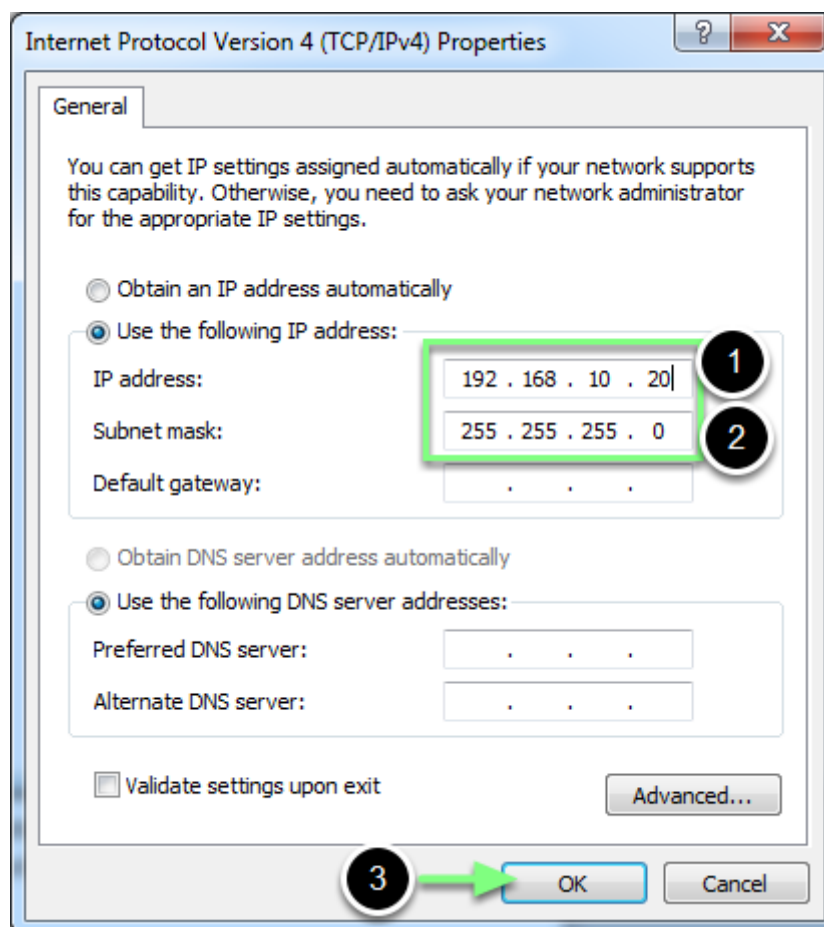 Internet Protocol Version 4 (TCP/IPv4) Properties
General
You can get IP settings assigned automatically if your network supports
this capability. Otherwise, you need to ask your network administrator
for the appropriate IP settings.
Obtain an IP address automatically
Use the following IP address:
IP address: 192 . 168 . 10 . 20 1
Subnet mask: 255 . 255 . 255 . 0 2
Default gateway: . . .
Obtain DNS server address automatically
Use the following DNS server addresses:
Preferred DNS server: . . .
Alternate DNS server: . . .
Validate settings upon exit
Advanced...
3 OK Cancel